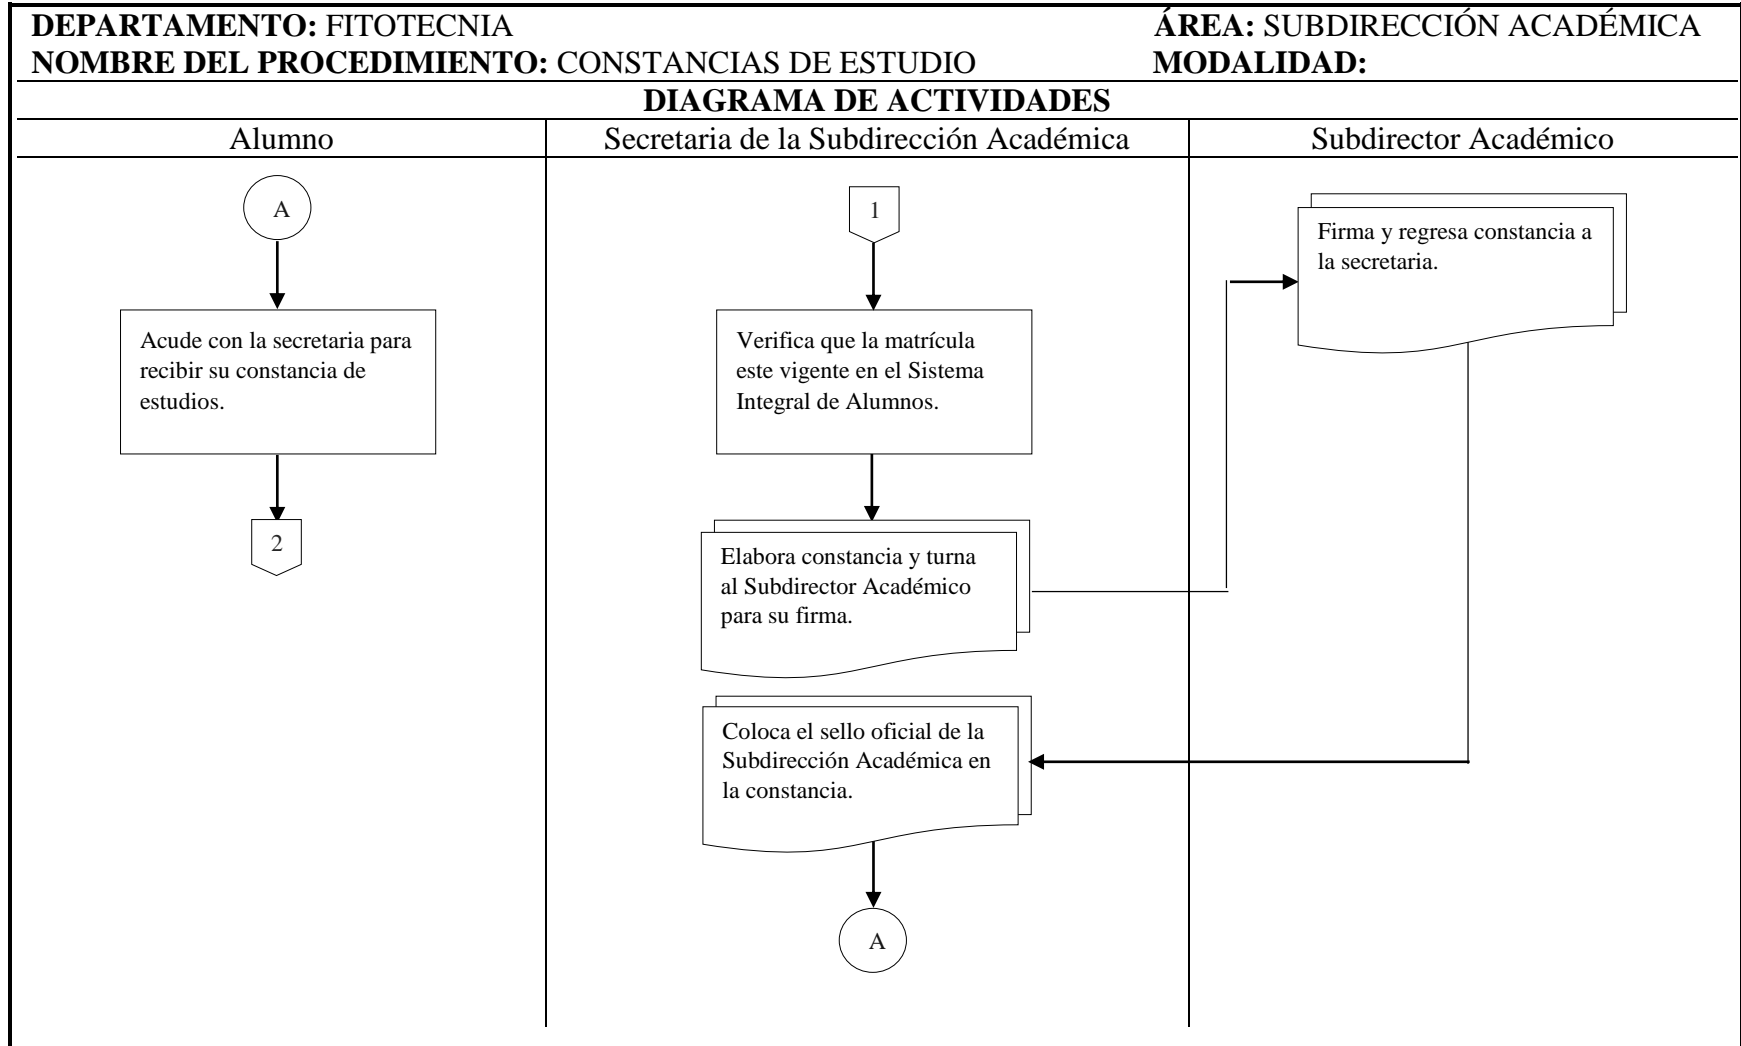 DEPARTAMENTO: FITOTECNIA ÁREA: SUBDIRECCIÓN ACADÉMICA
NOMBRE DEL PROCEDIMIENTO: CONSTANCIAS DE ESTUDIO MODALIDAD:
DIAGRAMA DE ACTIVIDADES
Alumno Secretaria de la Subdirección Académica Subdirector Académico
A
Acude con la secretaria para
recibir su constancia de
estudios.
2
1
Verifica que la matrícula
este vigente en el Sistema
Integral de Alumnos.
Elabora constancia y turna
al Subdirector Académico
para su firma.
Firma y regresa constancia a
la secretaria.
Coloca el sello oficial de la
Subdirección Académica en
la constancia.
A